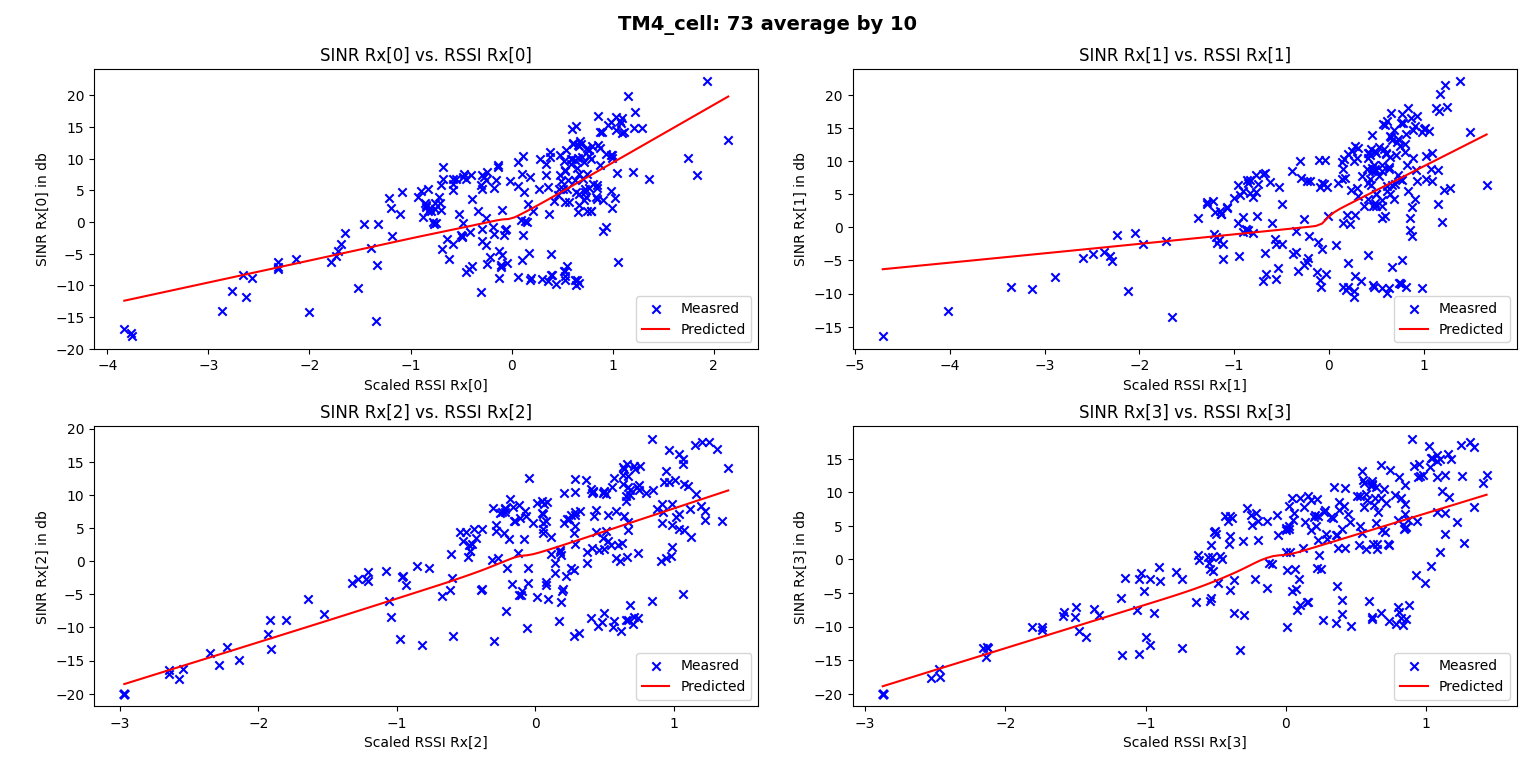 TM4_cell: 73 average by 10
SINR Rx[0] vs. RSSI Rx[0]
SINR Rx[0] in db
20
15
10
5
0
−5
−10
−15
−20
−4
−3
−2
−1
0
1
2
Scaled RSSI Rx[0]
Measred
Predicted
SINR Rx[1] vs. RSSI Rx[1]
SINR Rx[1] in db
20
15
10
5
0
−5
−10
−15
−5
−4
−3
−2
−1
0
1
Scaled RSSI Rx[1]
Measred
Predicted
SINR Rx[2] vs. RSSI Rx[2]
SINR Rx[2] in db
20
15
10
5
0
−5
−10
−15
−20
−3
−2
−1
0
1
Scaled RSSI Rx[2]
Measred
Predicted
SINR Rx[3] vs. RSSI Rx[3]
SINR Rx[3] in db
15
10
5
0
−5
−10
−15
−20
−3
−2
−1
0
1
Scaled RSSI Rx[3]
Measred
Predicted